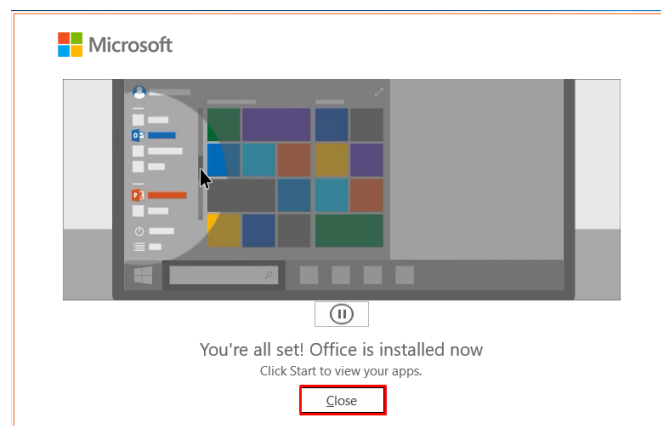 Microsoft
You're all set! Office is installed now
Click Start to view your apps.
Close